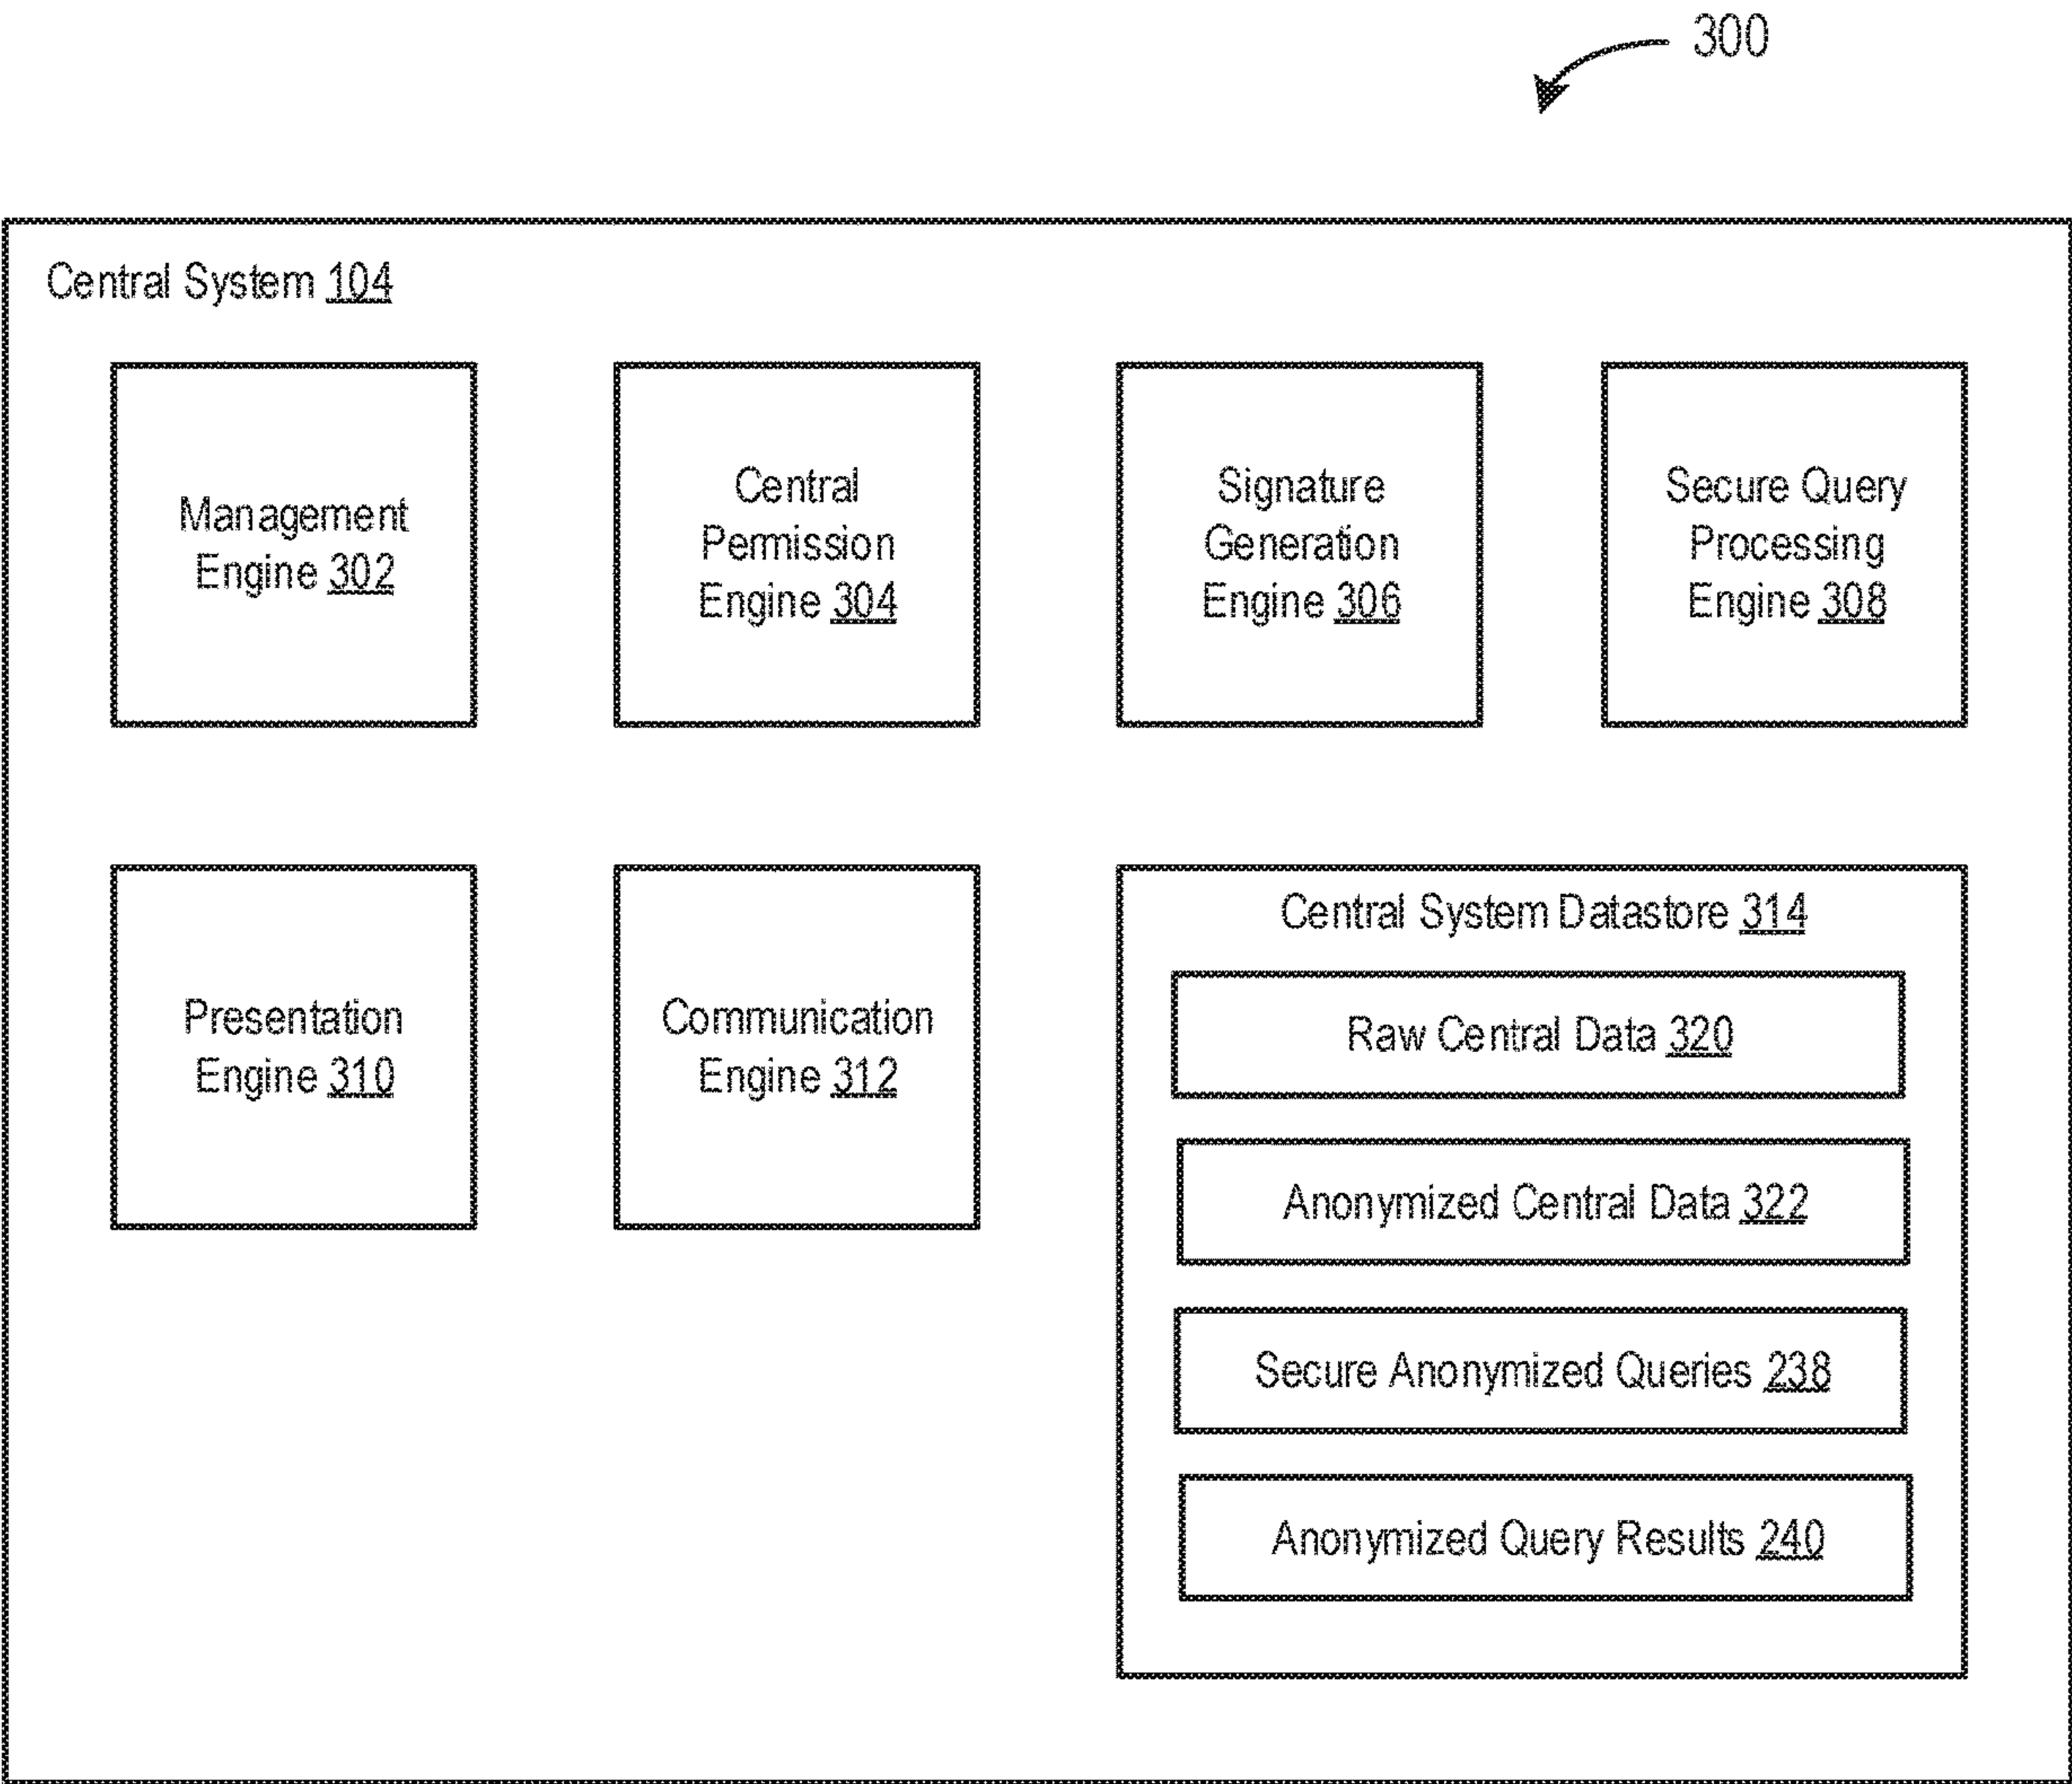 300
Central System 104
Management
Engine 302
Central
Permission
Engine 304
Signature
Generation
Engine 306
Secure Query
Processing
Engine 308
Presentation
Engine 310
Communication
Engine 312
Central System Datastore 314
Raw Central Data 320
Anonymized Central Data 322
Secure Anonymized Queries 238
Anonymized Query Results 240